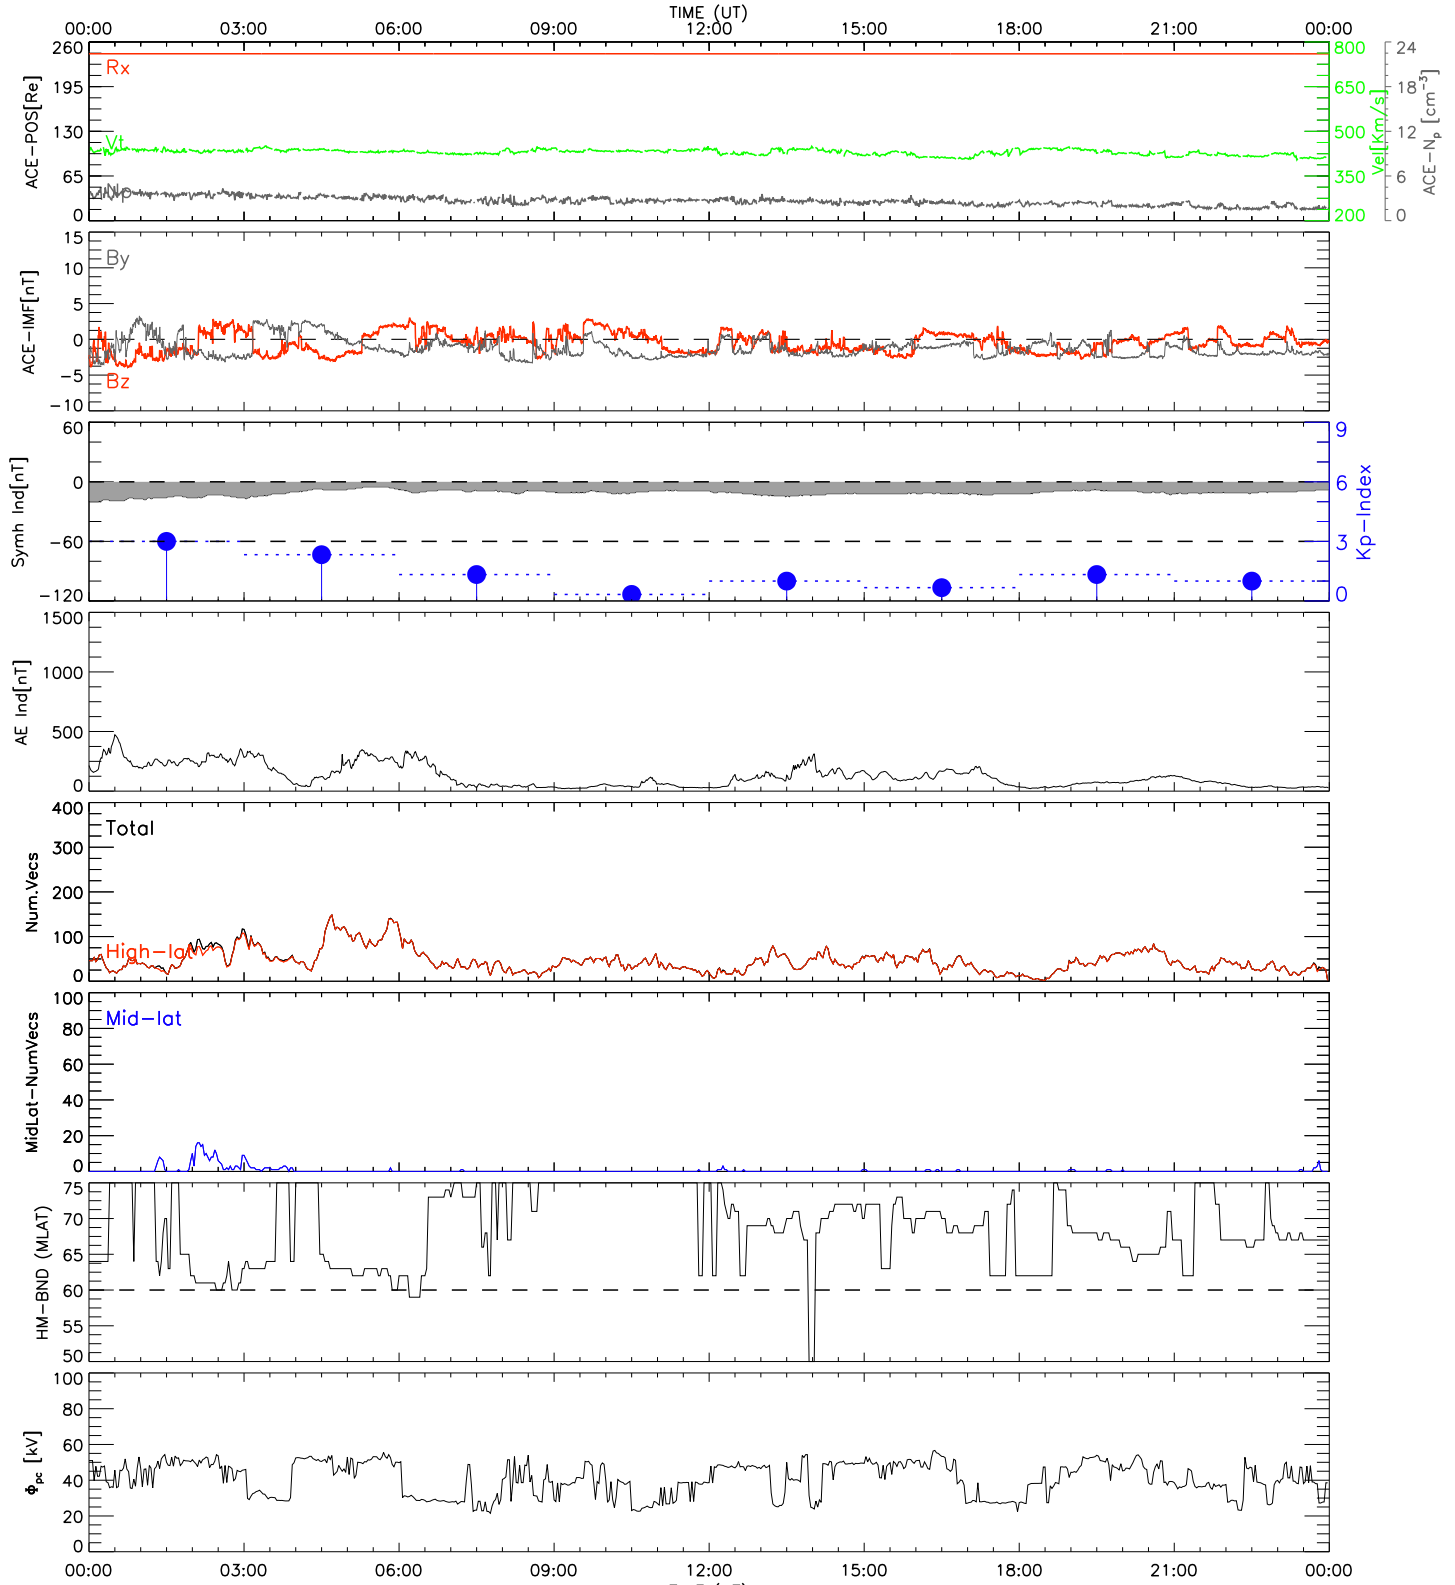 TIME (UT)
00:00 03:00 06:00 09:00 12:00 15:00 18:00 21:00 00:00
ACE-POS[Re]
260
195
130
65
0
Rx
Vt
Np
800
650
500
350
200
Vel[Km/s]
24
18
12
6
0
ACE-Np [cm⁻³]
ACE-IMF[nT]
15
10
5
0
-5
-10
By
Bz
Symh Ind[nT]
60
0
-60
-120
9
6
3
0
Kp-Index
AE Ind[nT]
1500
1000
500
0
Num.Vecs
400
300
200
100
0
Total
High-lat
MidLat-NumVecs
100
80
60
40
20
0
Mid-lat
HM-BND (MLAT)
75
70
65
60
55
50
Φpc [kV]
100
80
60
40
20
0
00:00 03:00 06:00 09:00 12:00 15:00 18:00 21:00 00:00